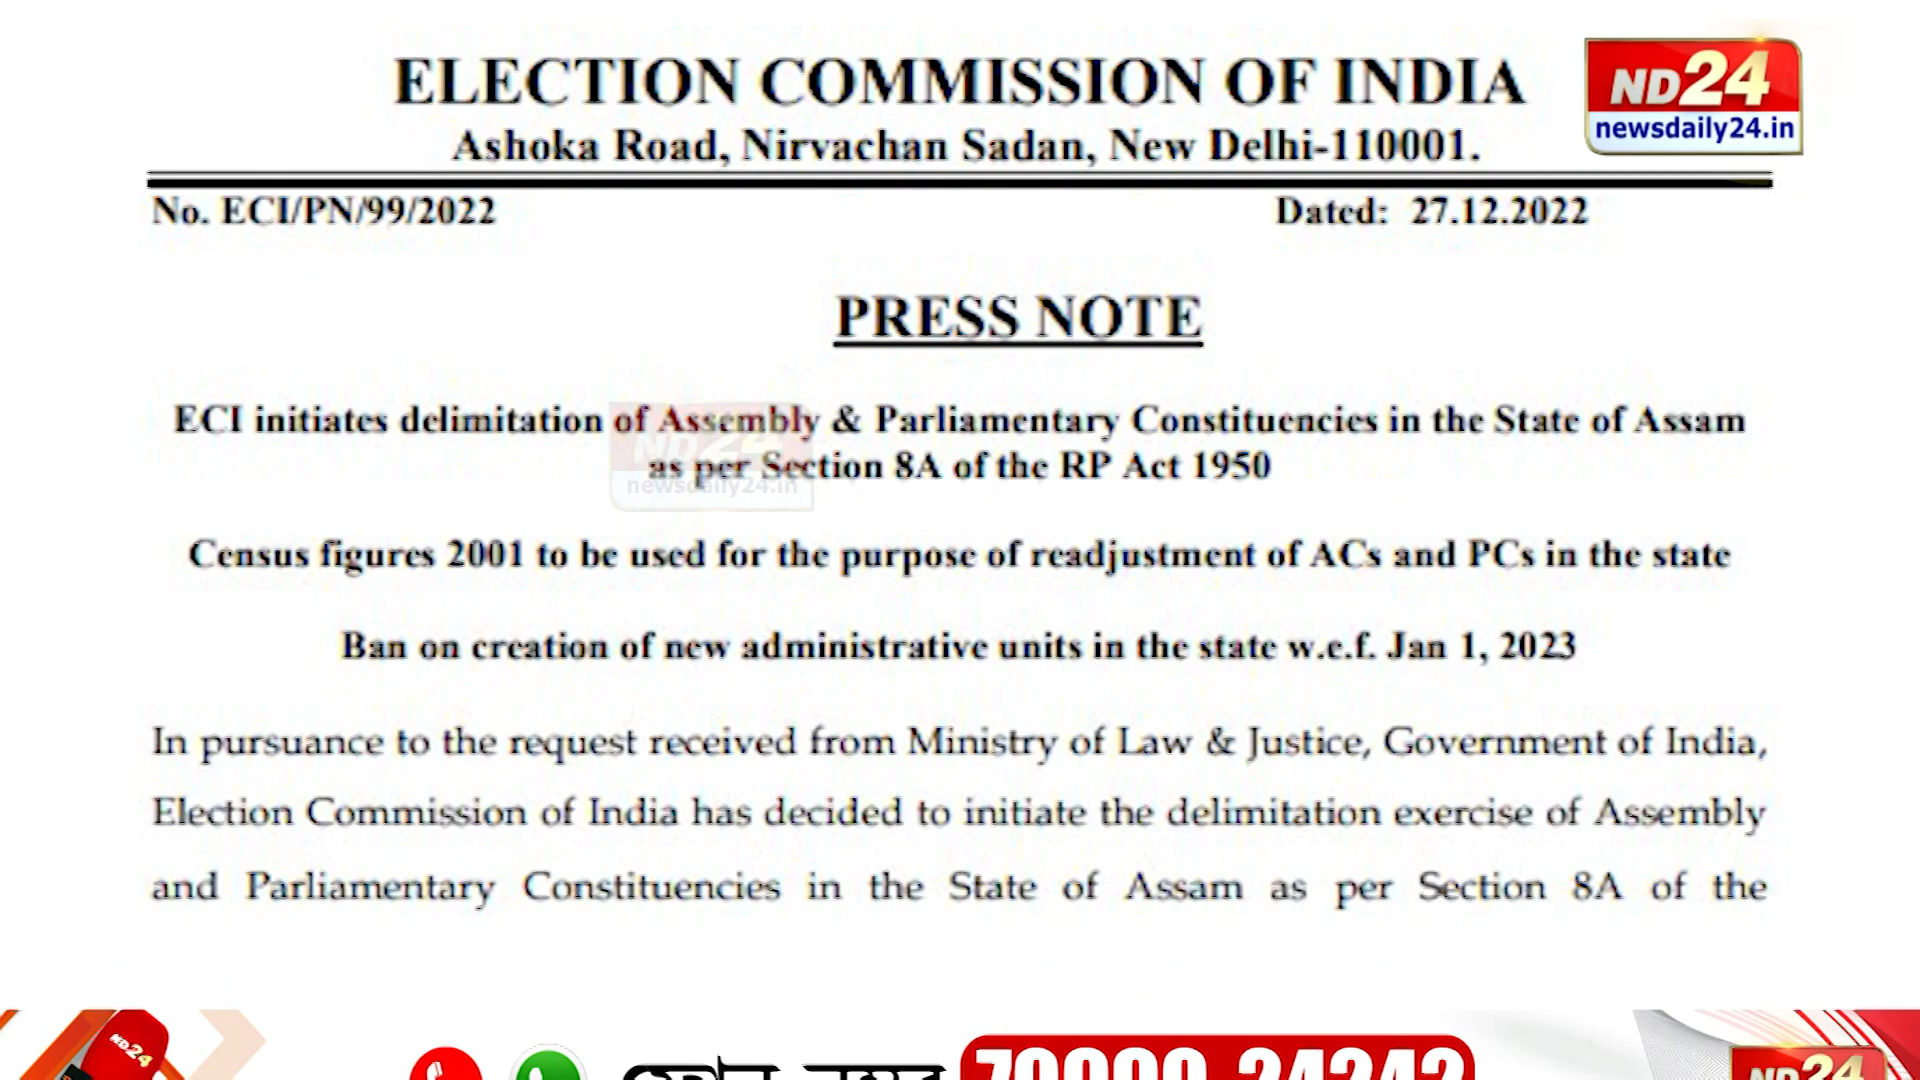 ELECTION COMMISSION OF INDIA
Ashoka Road, Nirvachan Sadan, New Delhi-110001.
ND24
newsdaily24.in
No. ECI/PN/99/2022 Dated: 27.12.2022
PRESS NOTE
ECI initiates delimitation of Assembly & Parliamentary Constituencies in the State of Assam
as per Section 8A of the RP Act 1950
ND24
newsdaily24.in
Census figures 2001 to be used for the purpose of readjustment of ACs and PCs in the state
Ban on creation of new administrative units in the state w.e.f. Jan 1, 2023
In pursuance to the request received from Ministry of Law & Justice, Government of India,
Election Commission of India has decided to initiate the delimitation exercise of Assembly
and Parliamentary Constituencies in the State of Assam as per Section 8A of the
ND24
ND24